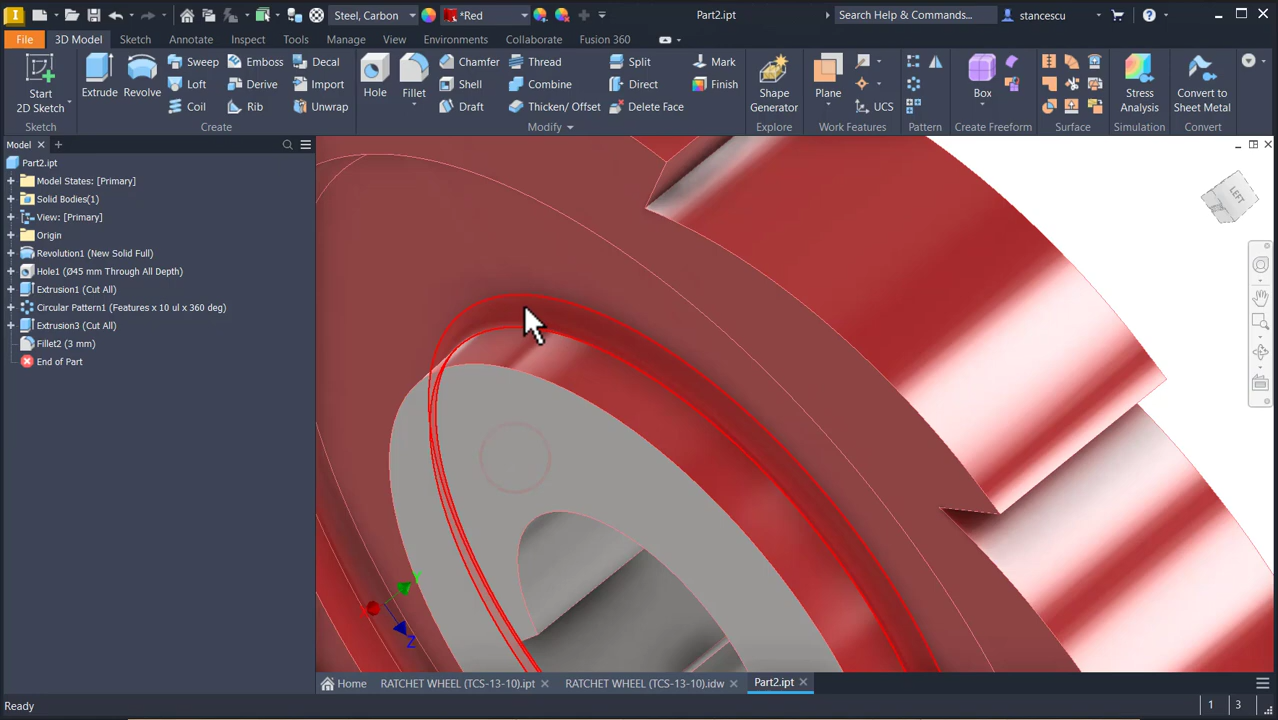 Steel, Carbon
*Red
Part2.ipt
Search Help & Commands...
stancescu
File
3D Model
Sketch
Annotate
Inspect
Tools
Manage
View
Environments
Collaborate
Fusion 360
Start
2D Sketch
Extrude
Revolve
Sweep
Loft
Coil
Emboss
Derive
Rib
Decal
Import
Unwrap
Hole
Fillet
Chamfer
Shell
Draft
Thread
Combine
Thicken/ Offset
Split
Direct
Delete Face
Mark
Finish
Shape
Generator
Plane
UCS
Box
Stress
Analysis
Convert to
Sheet Metal
Sketch
Create
Modify
Explore
Work Features
Pattern
Create Freeform
Surface
Simulation
Convert
Model
Part2.ipt
Model States: [Primary]
Solid Bodies(1)
View: [Primary]
Origin
Revolution1 (New Solid Full)
Hole1 (Ø45 mm Through All Depth)
Extrusion1 (Cut All)
Circular Pattern1 (Features x 10 ul x 360 deg)
Extrusion3 (Cut All)
Fillet2 (3 mm)
End of Part
LEFT
Z
Home
RATCHET WHEEL (TCS-13-10).ipt
RATCHET WHEEL (TCS-13-10).idw
Part2.ipt
Ready
1
3